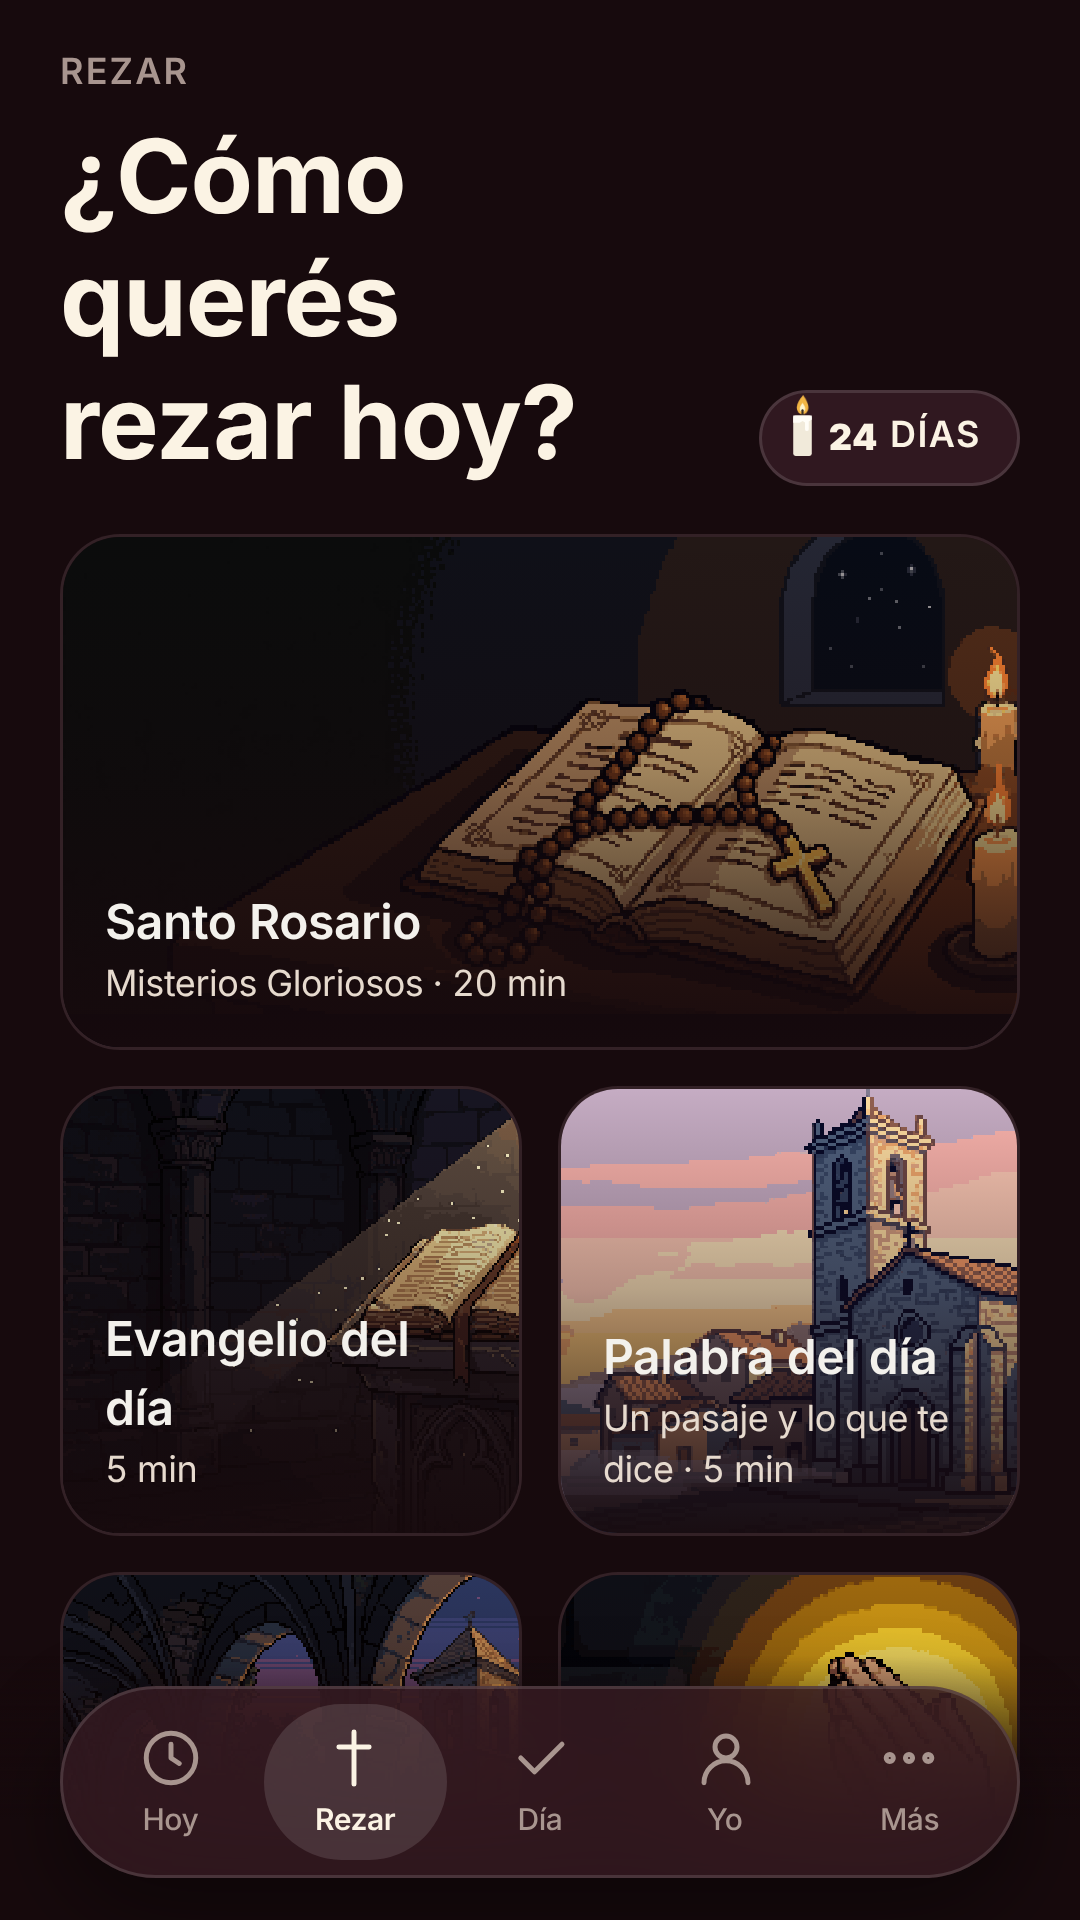 REZAR
¿Cómo
querés
rezar hoy?
24 DÍAS
Santo Rosario
Misterios Gloriosos · 20 min
Evangelio del
día
5 min
Palabra del día
Un pasaje y lo que te
dice · 5 min
Hoy
Rezar
Día
Yo
Más